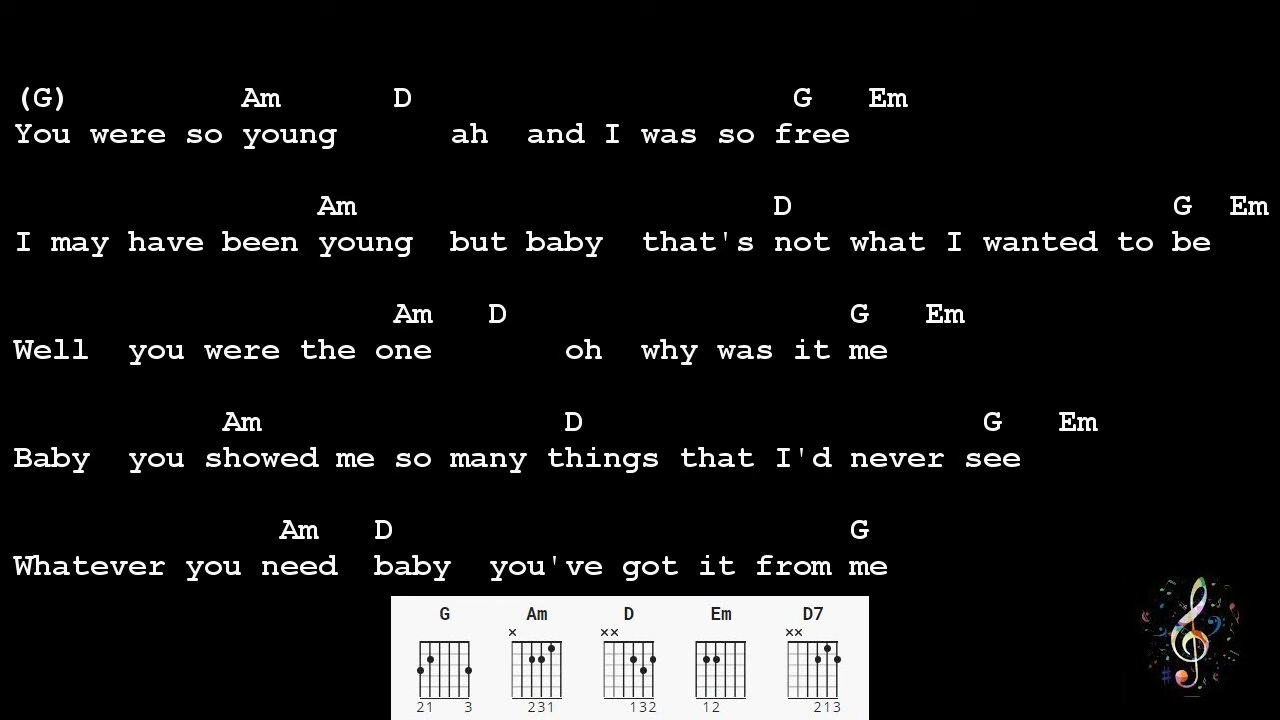 (G) Am D G Em
You were so young ah and I was so free
Am D G Em
I may have been young but baby that's not what I wanted to be
Am D G Em
Well you were the one oh why was it me
Am D G Em
Baby you showed me so many things that I'd never see
Am D G
Whatever you need baby you've got it from me
G Am D Em D7
× ×× ××
21 3 231 132 12 213